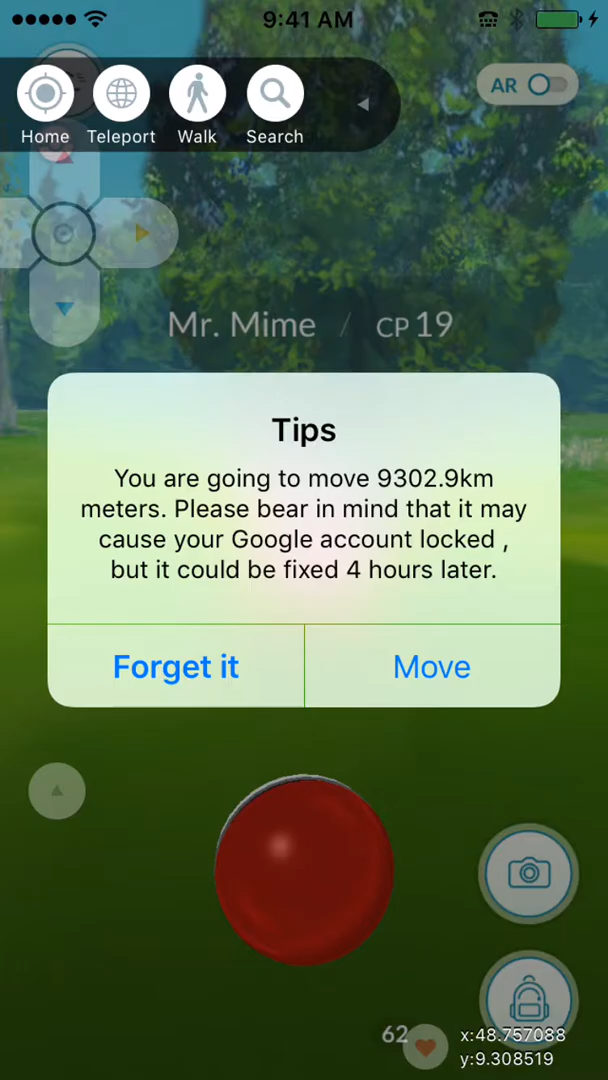 9:41 AM
AR
Home Teleport Walk Search
Mr. Mime / CP 19
Tips
You are going to move 9302.9km
meters. Please bear in mind that it may
cause your Google account locked ,
but it could be fixed 4 hours later.
Forget it Move
62
x:48.757088
y:9.308519